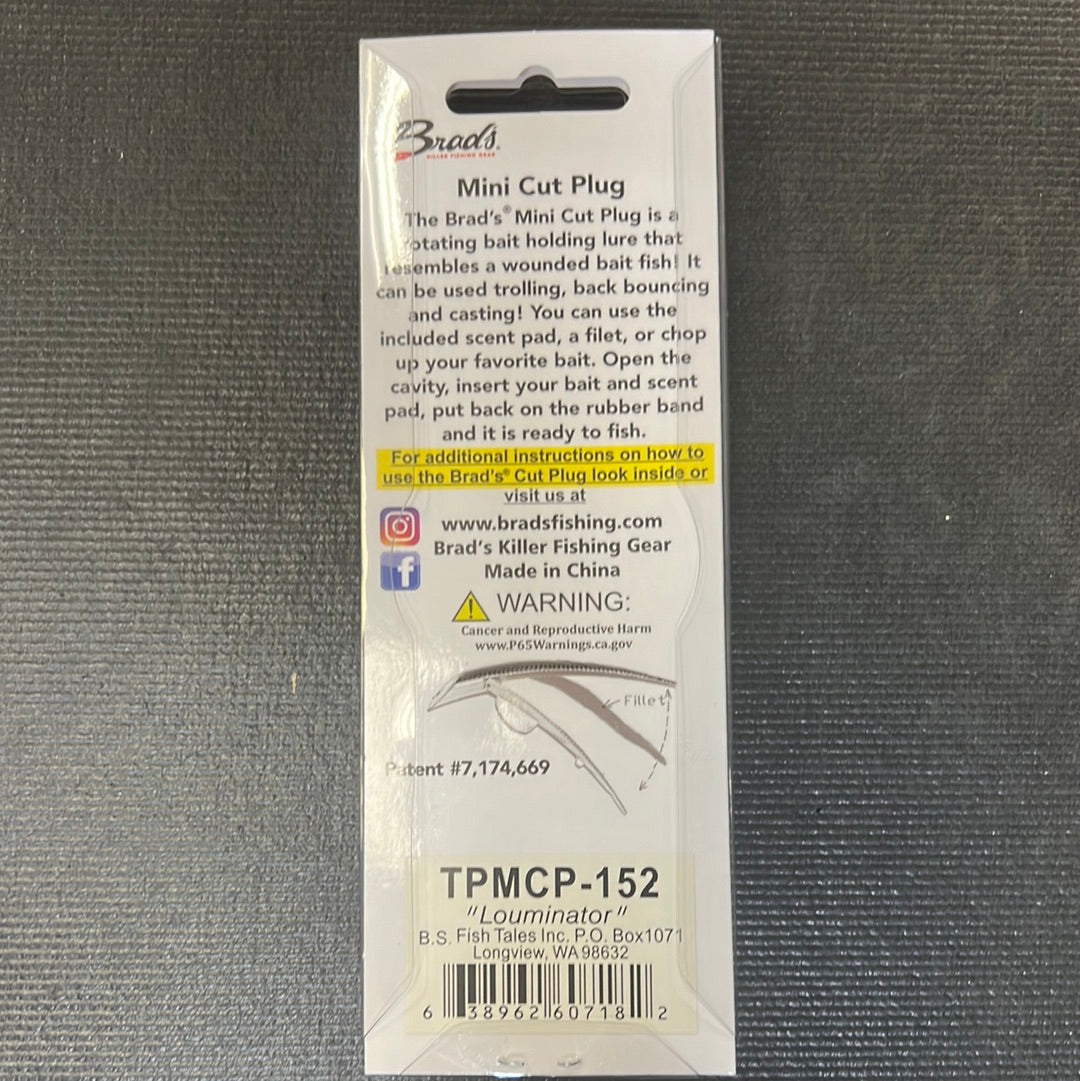 Brad's
KILLER FISHING GEAR
Mini Cut Plug
The Brad's® Mini Cut Plug is a
rotating bait holding lure that
resembles a wounded bait fish! It
can be used trolling, back bouncing
and casting! You can use the
included scent pad, a filet, or chop
up your favorite bait. Open the
cavity, insert your bait and scent
pad, put back on the rubber band
and it is ready to fish.
For additional instructions on how to
use the Brad's® Cut Plug look inside or
visit us at
www.bradsfishing.com
Brad's Killer Fishing Gear
Made in China
WARNING:
Cancer and Reproductive Harm
www.P65Warnings.ca.gov
Fillet
Patent #7,174,669
TPMCP-152
"Louminator"
B.S. Fish Tales Inc. P.O. Box1071
Longview, WA 98632
6 38962 60718 2